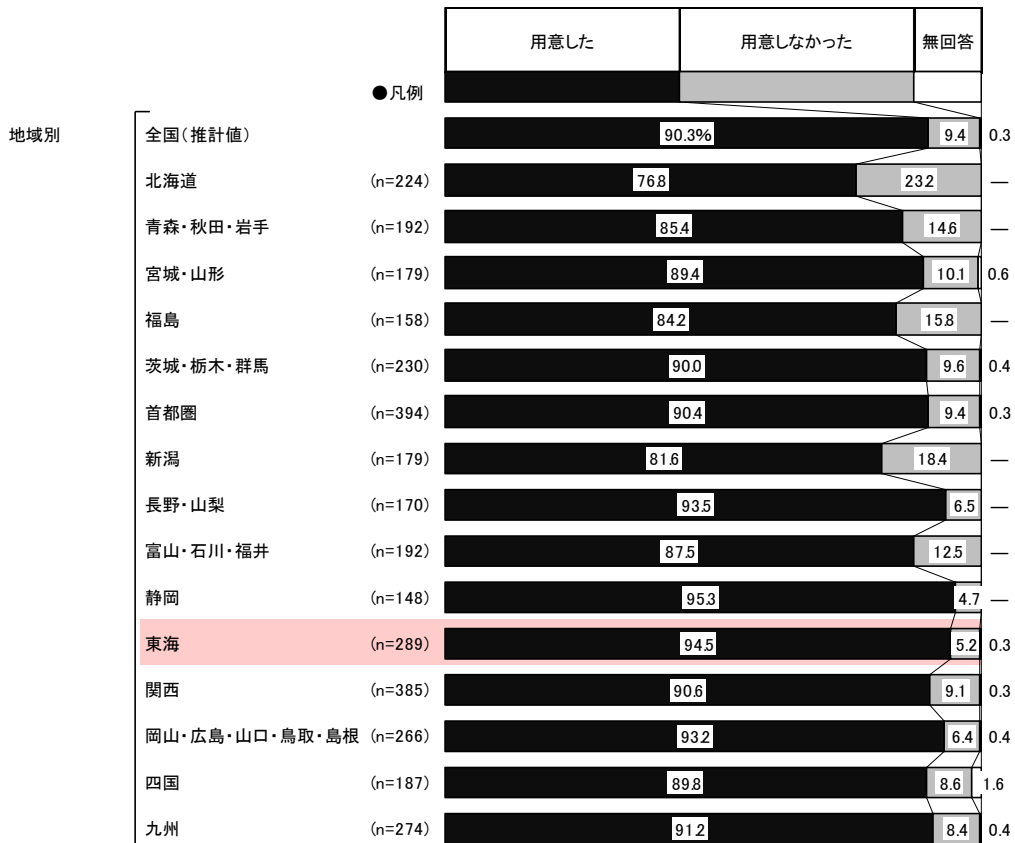 用意した 用意しなかった 無回答
●凡例
地域別 全国(推計値) 90.3% 9.4 0.3
北海道 (n=224) 76.8 23.2 ―
青森・秋田・岩手 (n=192) 85.4 14.6 ―
宮城・山形 (n=179) 89.4 10.1 0.6
福島 (n=158) 84.2 15.8 ―
茨城・栃木・群馬 (n=230) 90.0 9.6 0.4
首都圏 (n=394) 90.4 9.4 0.3
新潟 (n=179) 81.6 18.4 ―
長野・山梨 (n=170) 93.5 6.5 ―
富山・石川・福井 (n=192) 87.5 12.5 ―
静岡 (n=148) 95.3 4.7 ―
東海 (n=289) 94.5 5.2 0.3
関西 (n=385) 90.6 9.1 0.3
岡山・広島・山口・鳥取・島根 (n=266) 93.2 6.4 0.4
四国 (n=187) 89.8 8.6 1.6
九州 (n=274) 91.2 8.4 0.4